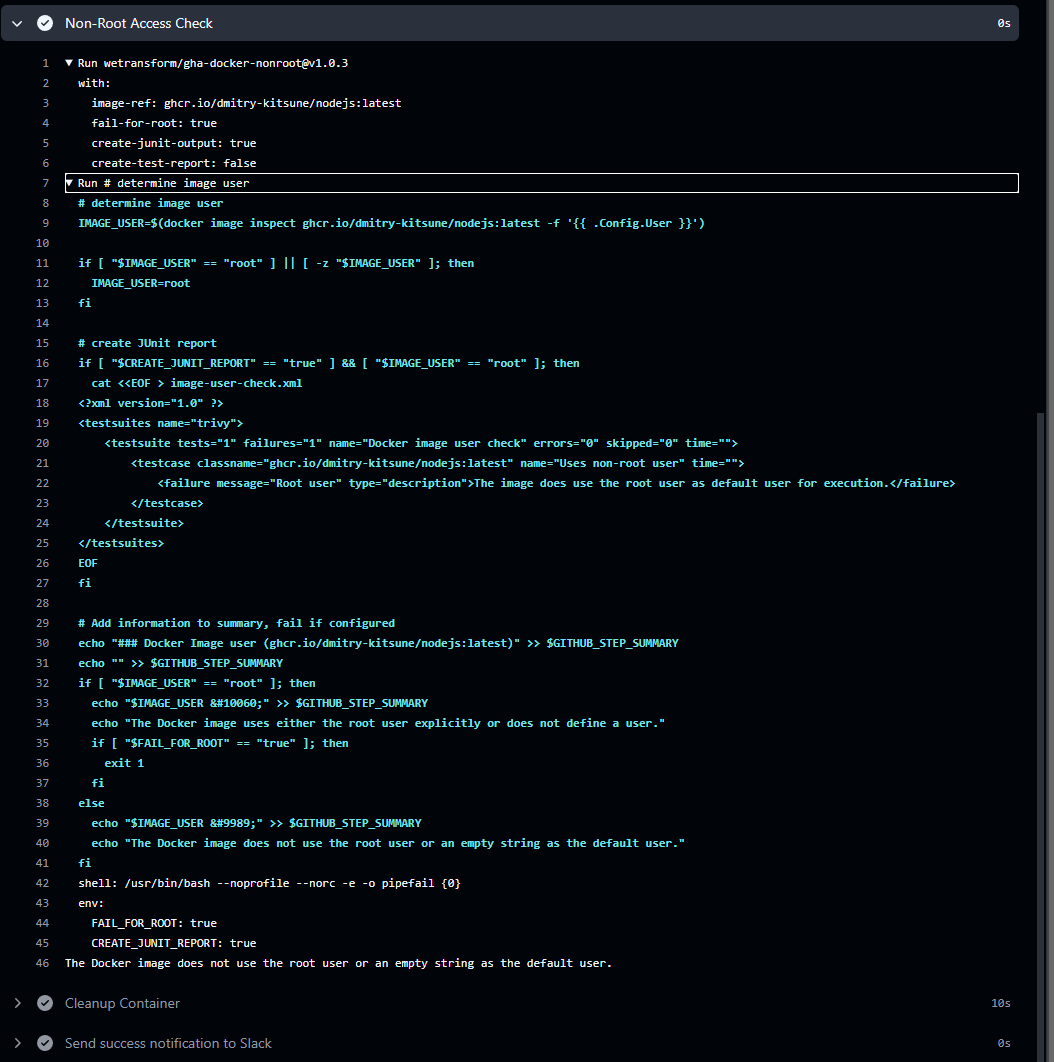 Non-Root Access Check 0s
1 ▼ Run wetransform/gha-docker-nonroot@v1.0.3
2 with:
3 image-ref: ghcr.io/dmitry-kitsune/nodejs:latest
4 fail-for-root: true
5 create-junit-output: true
6 create-test-report: false
7 ▼ Run # determine image user
8 # determine image user
9 IMAGE_USER=$(docker image inspect ghcr.io/dmitry-kitsune/nodejs:latest -f '{{ .Config.User }}')
10
11 if [ "$IMAGE_USER" == "root" ] || [ -z "$IMAGE_USER" ]; then
12 IMAGE_USER=root
13 fi
14
15 # create JUnit report
16 if [ "$CREATE_JUNIT_REPORT" == "true" ] && [ "$IMAGE_USER" == "root" ]; then
17 cat <<EOF > image-user-check.xml
18 <?xml version="1.0" ?>
19 <testsuites name="trivy">
20 <testsuite tests="1" failures="1" name="Docker image user check" errors="0" skipped="0" time="">
21 <testcase classname="ghcr.io/dmitry-kitsune/nodejs:latest" name="Uses non-root user" time="">
22 <failure message="Root user" type="description">The image does use the root user as default user for execution.</failure>
23 </testcase>
24 </testsuite>
25 </testsuites>
26 EOF
27 fi
28
29 # Add information to summary, fail if configured
30 echo "### Docker Image user (ghcr.io/dmitry-kitsune/nodejs:latest)" >> $GITHUB_STEP_SUMMARY
31 echo "" >> $GITHUB_STEP_SUMMARY
32 if [ "$IMAGE_USER" == "root" ]; then
33 echo "$IMAGE_USER &#10060;" >> $GITHUB_STEP_SUMMARY
34 echo "The Docker image uses either the root user explicitly or does not define a user."
35 if [ "$FAIL_FOR_ROOT" == "true" ]; then
36 exit 1
37 fi
38 else
39 echo "$IMAGE_USER &#9989;" >> $GITHUB_STEP_SUMMARY
40 echo "The Docker image does not use the root user or an empty string as the default user."
41 fi
42 shell: /usr/bin/bash --noprofile --norc -e -o pipefail {0}
43 env:
44 FAIL_FOR_ROOT: true
45 CREATE_JUNIT_REPORT: true
46 The Docker image does not use the root user or an empty string as the default user.
Cleanup Container 10s
Send success notification to Slack 0s